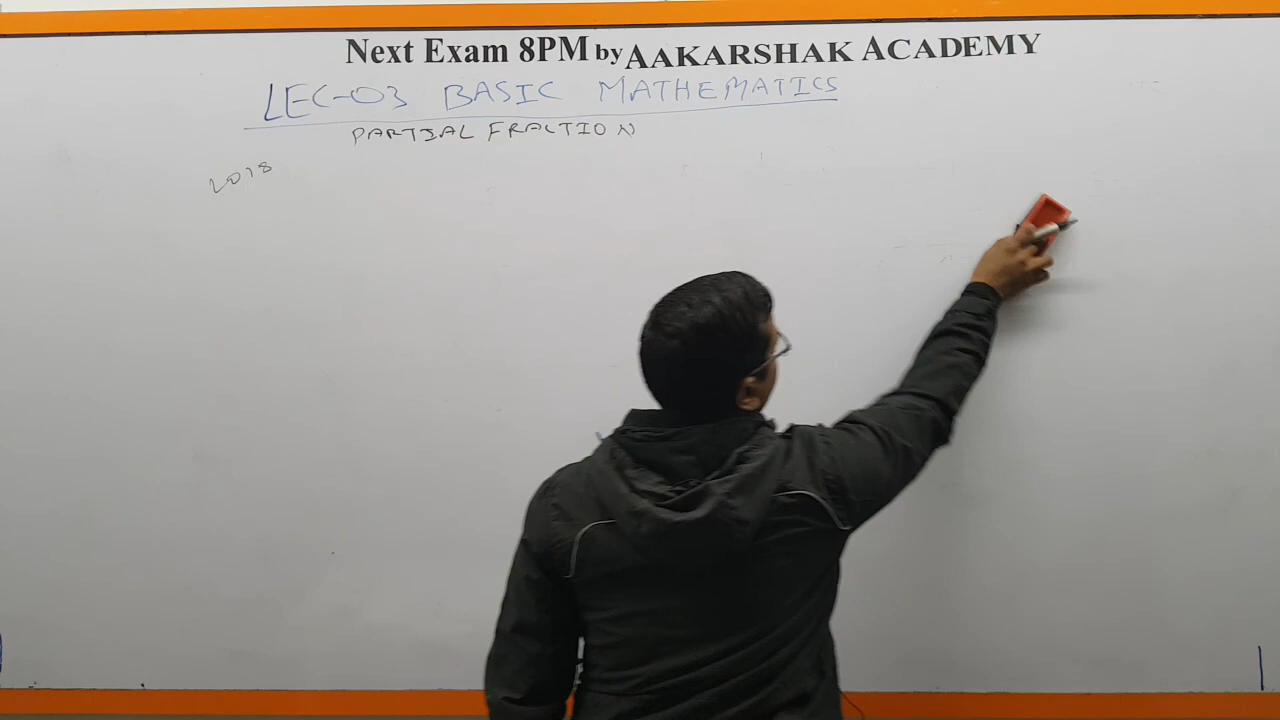 Next Exam 8PM by AAKARSHAK ACADEMY
LEC-03 BASIC MATHEMATICS
PARTIAL FRACTION
2018